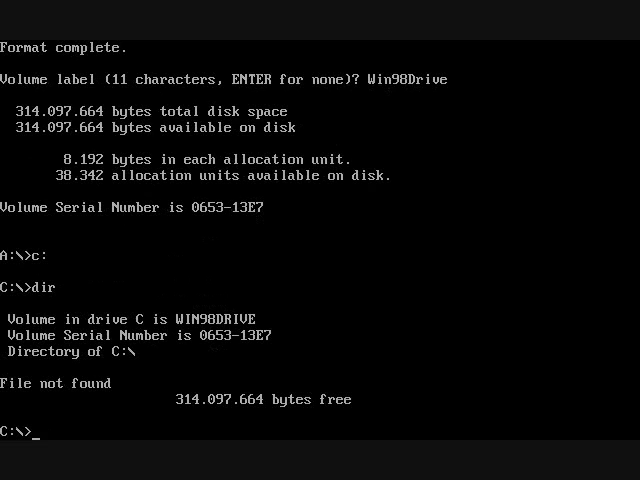 Format complete.
Volume label (11 characters, ENTER for none)? Win98Drive
314.097.664 bytes total disk space
314.097.664 bytes available on disk
8.192 bytes in each allocation unit.
38.342 allocation units available on disk.
Volume Serial Number is 0653-13E7
A:\>c:
C:\>dir
Volume in drive C is WIN98DRIVE
Volume Serial Number is 0653-13E7
Directory of C:\
File not found
314.097.664 bytes free
C:\>_